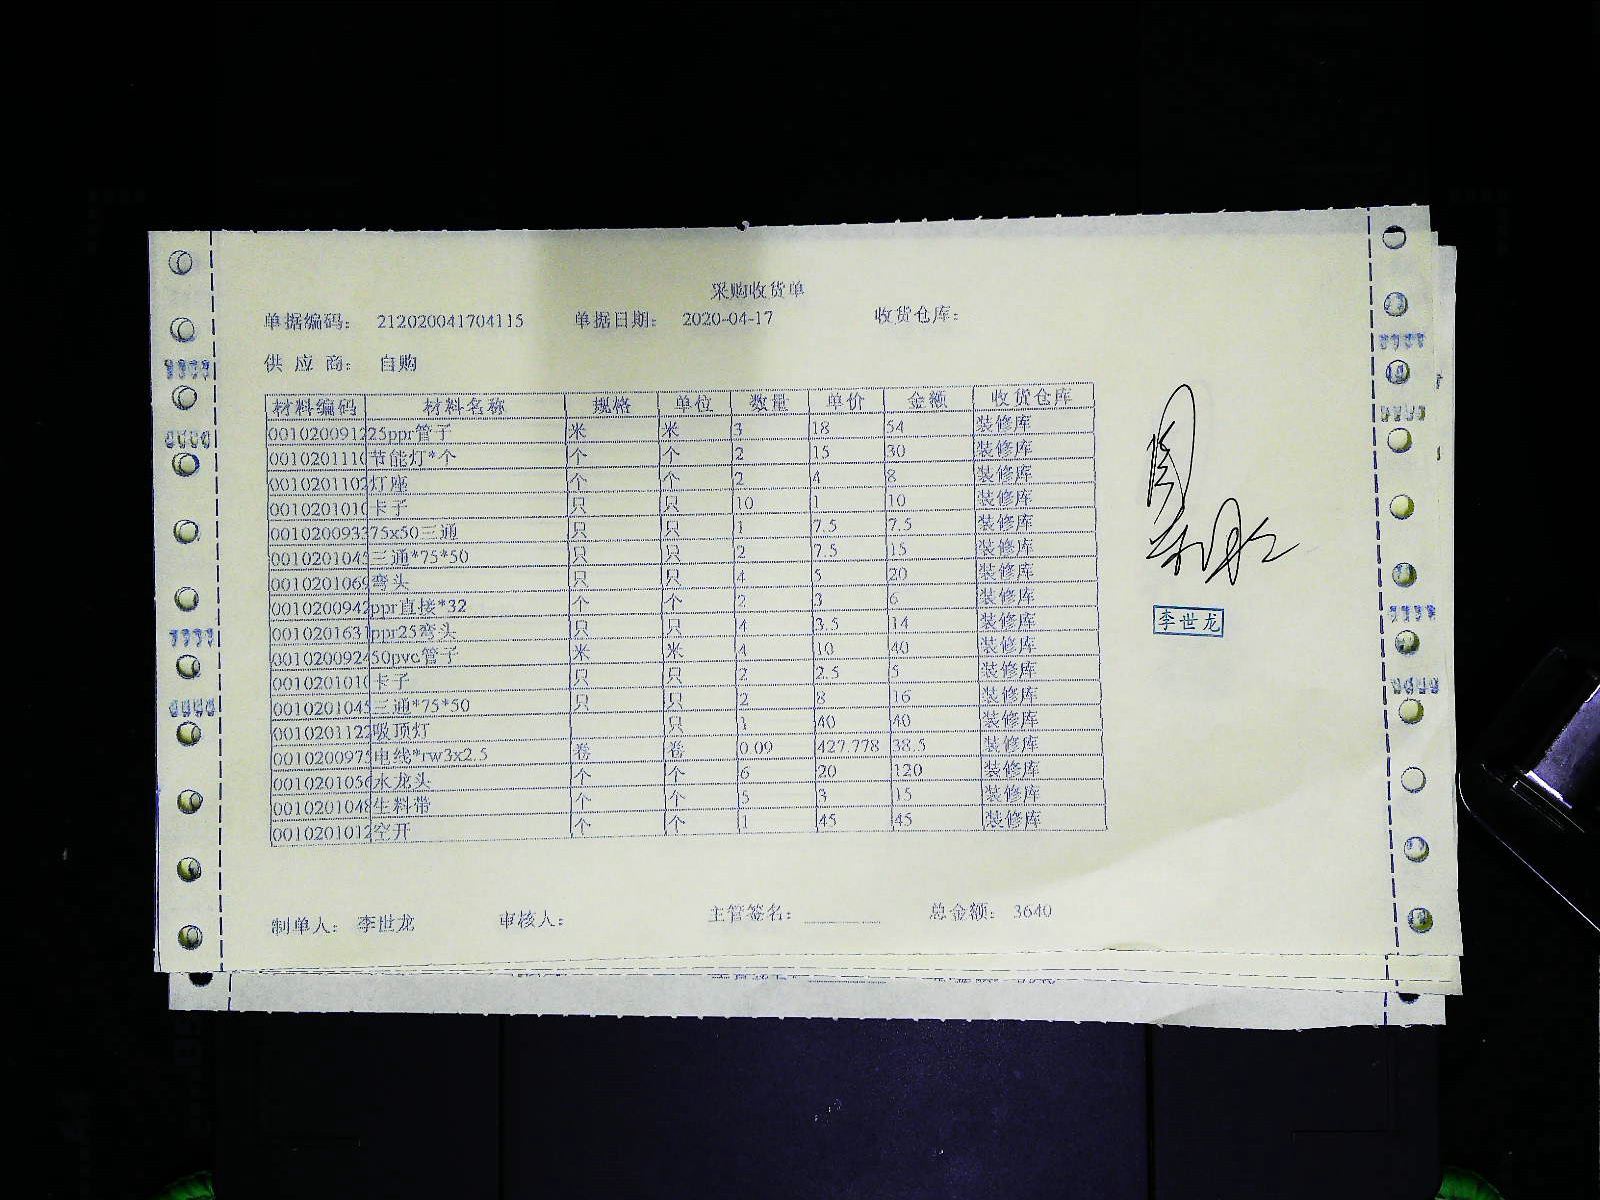 采购收货单
单据编码： 212020041704115 单据日期： 2020-04-17 收货仓库：
供 应 商： 自购
材料编码 材料名称 规格 单位 数量 单价 金额 收货仓库
0010200912 25ppr管子 米 米 3 18 54 装修库
001020111 节能灯*个 个 个 2 15 30 装修库
0010201102 灯座 个 个 2 4 8 装修库
001020101 卡子 只 只 10 1 10 装修库
0010200933 75x50三通 只 只 1 7.5 7.5 装修库
001020104 三通*75*50 只 只 2 7.5 15 装修库
001020106 弯头 只 只 4 5 20 装修库
0010200942 ppr直接*32 个 个 2 3 6 装修库
0010201631 ppr25弯头 只 只 4 3.5 14 装修库
001020092 50pvc管子 米 米 4 10 40 装修库
001020101 卡子 只 只 2 2.5 5 装修库
001020104 三通*75*50 只 只 2 8 16 装修库
0010201122 吸顶灯 只 1 40 40 装修库
001020097 电线*rw3x2.5 卷 卷 0.09 427.778 38.5 装修库
001020105 水龙头 个 个 6 20 120 装修库
001020104 生料带 个 个 5 3 15 装修库
0010201012 空开 个 个 1 45 45 装修库
李世龙
制单人： 李世龙 审核人： 主管签名： 总金额： 3640